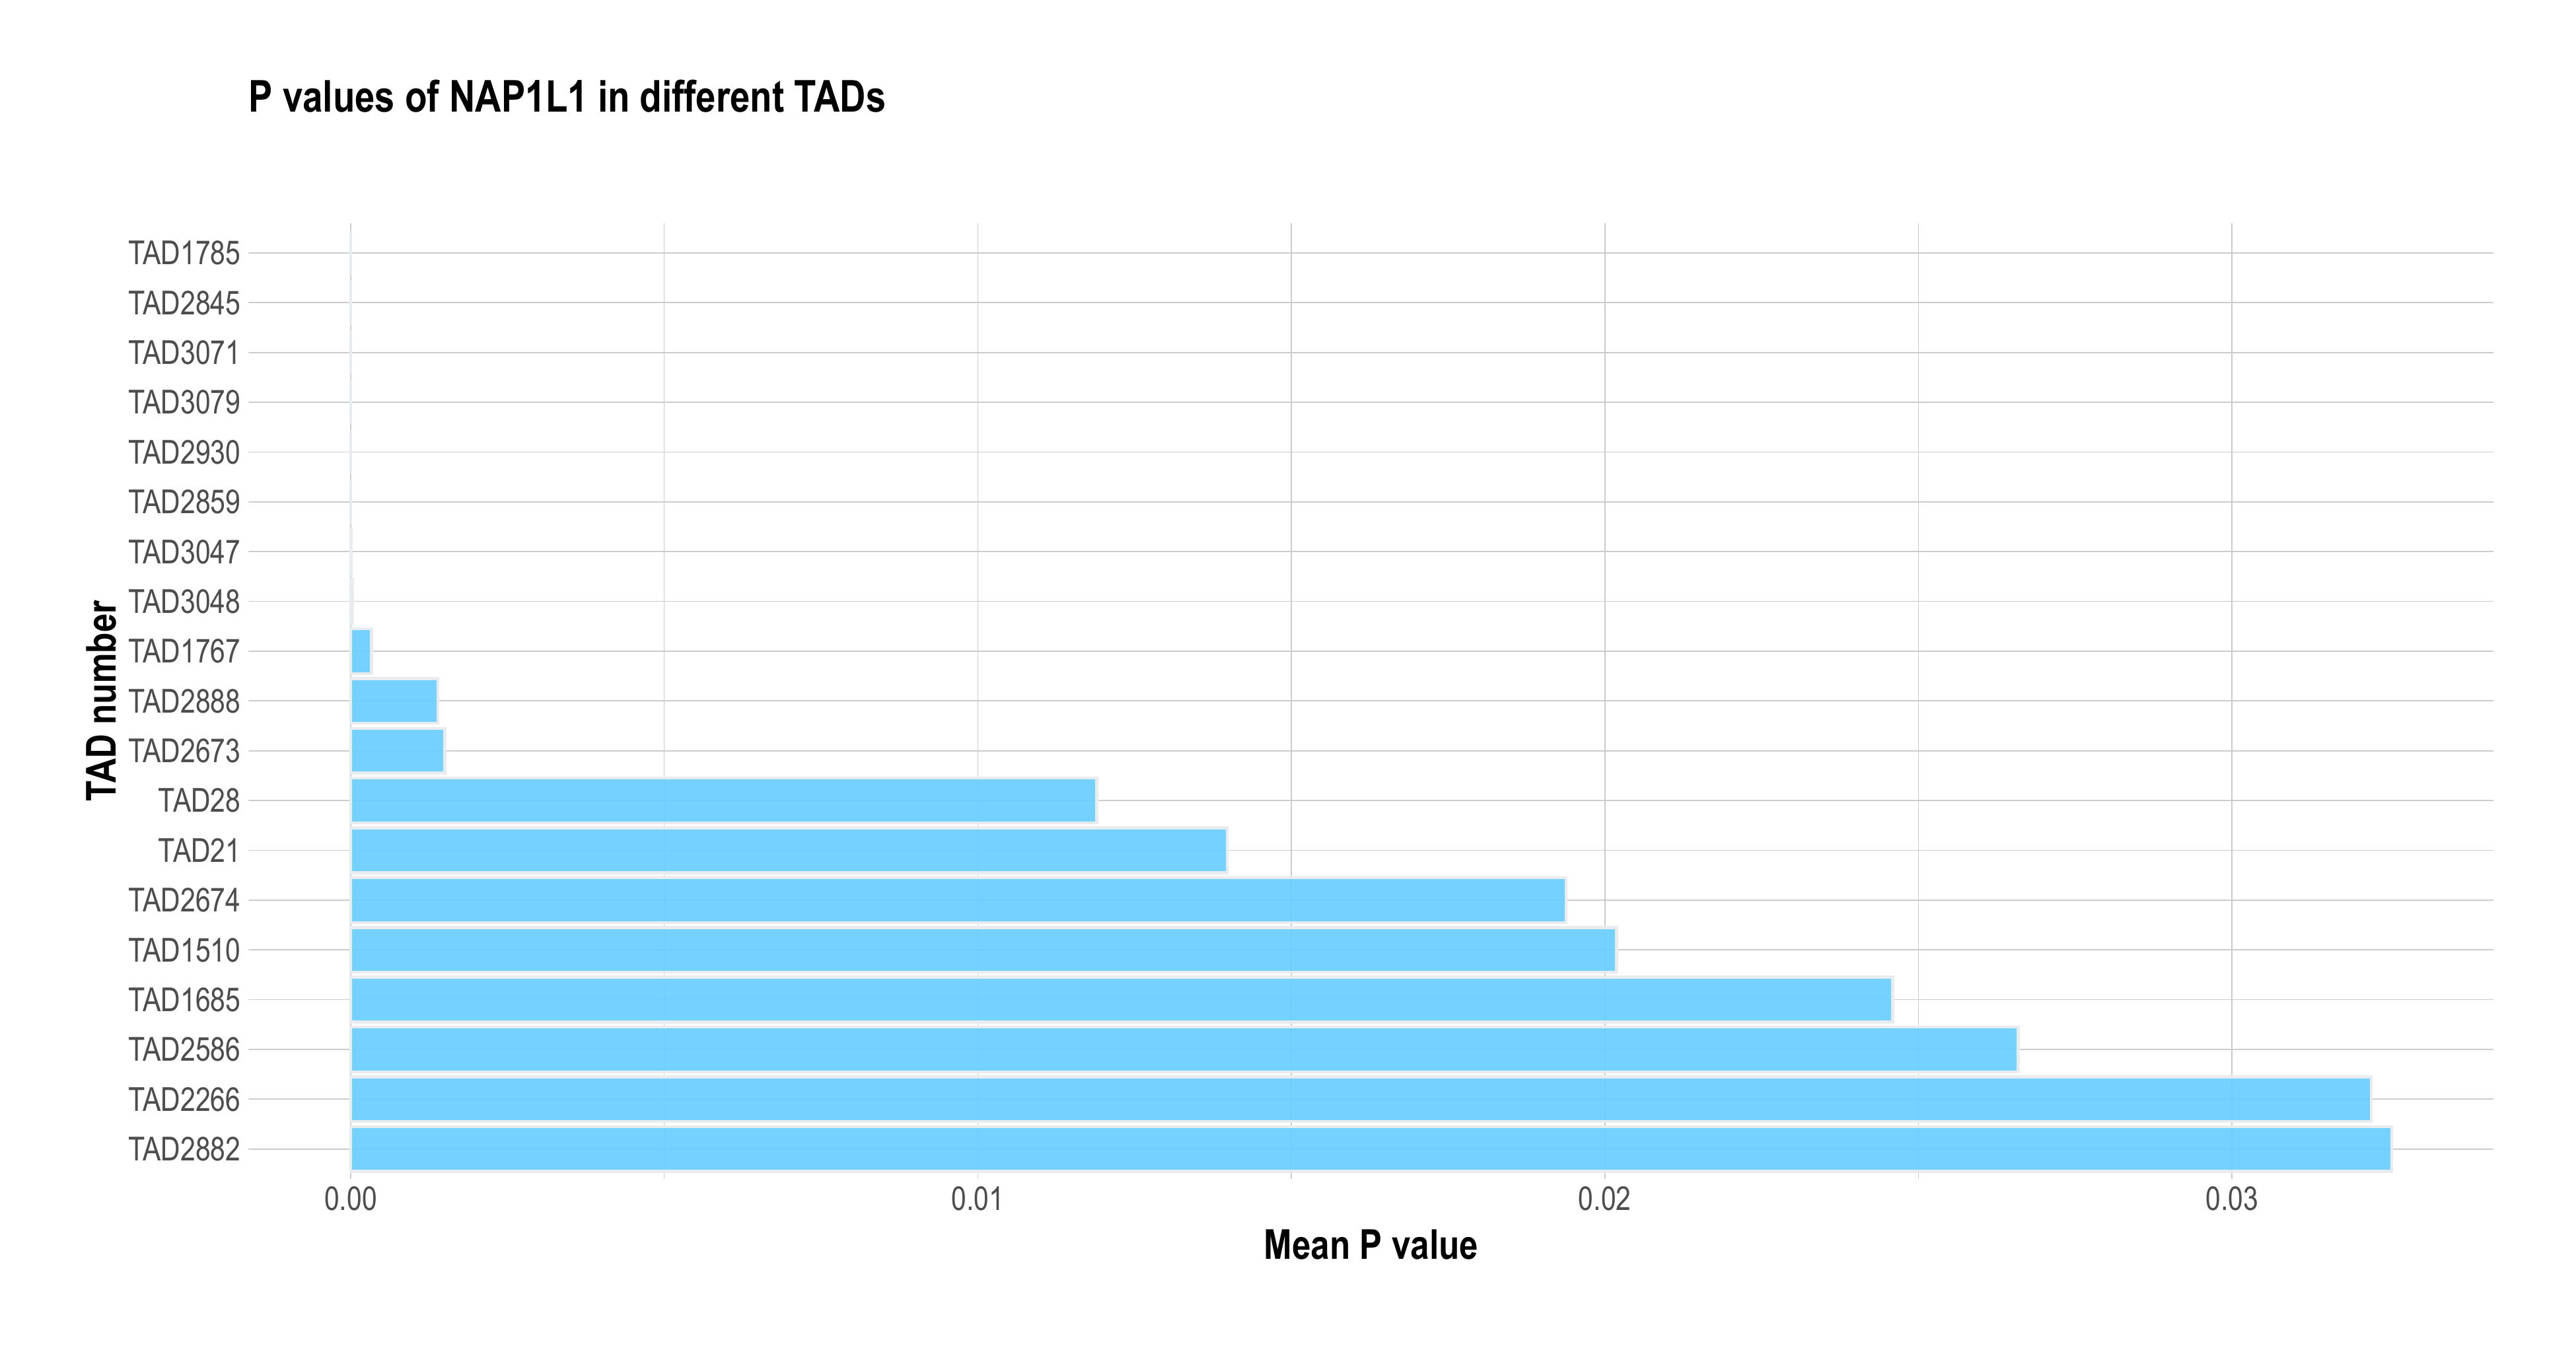 P values of NAP1L1 in different TADs
TAD number
TAD1785
TAD2845
TAD3071
TAD3079
TAD2930
TAD2859
TAD3047
TAD3048
TAD1767
TAD2888
TAD2673
TAD28
TAD21
TAD2674
TAD1510
TAD1685
TAD2586
TAD2266
TAD2882
0.00 0.01 0.02 0.03
Mean P value